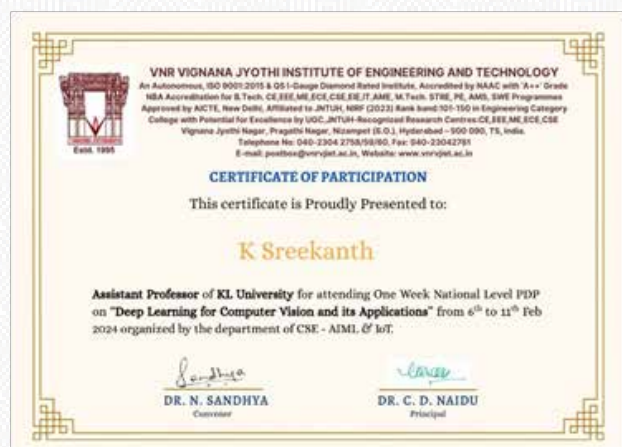 VNR VIGNANA JYOTHI INSTITUTE OF ENGINEERING AND TECHNOLOGY
An Autonomous, ISO 9001:2015 & QS I-Gauge Diamond Rated Institute, Accredited by NAAC with 'A++' Grade
NBA Accreditation for B.Tech. CE,EEE,ME,ECE,CSE,EIE,IT,AME, M.Tech. STRE, PE, AMS, SWE Programmes
Approved by AICTE, New Delhi, Affiliated to JNTUH, NIRF (2023) Rank band:101-150 in Engineering Category
College with Potential for Excellence by UGC,JNTUH-Recognized Research Centres:CE,EEE,ME,ECE,CSE
Vignana Jyothi Nagar, Pragathi Nagar, Nizampet (S.O.), Hyderabad – 500 090, TS, India.
Telephone No: 040-2304 2758/59/60, Fax: 040-23042761
E-mail: postbox@vnrvjiet.ac.in, Website: www.vnrvjiet.ac.in
Estd. 1995
CERTIFICATE OF PARTICIPATION
This certificate is Proudly Presented to:
K Sreekanth
Assistant Professor of KL University for attending One Week National Level PDP
on "Deep Learning for Computer Vision and its Applications" from 6th to 11th Feb
2024 organized by the department of CSE - AIML & IoT.
Sandhya
DR. N. SANDHYA
Convener
DR. C. D. NAIDU
Principal